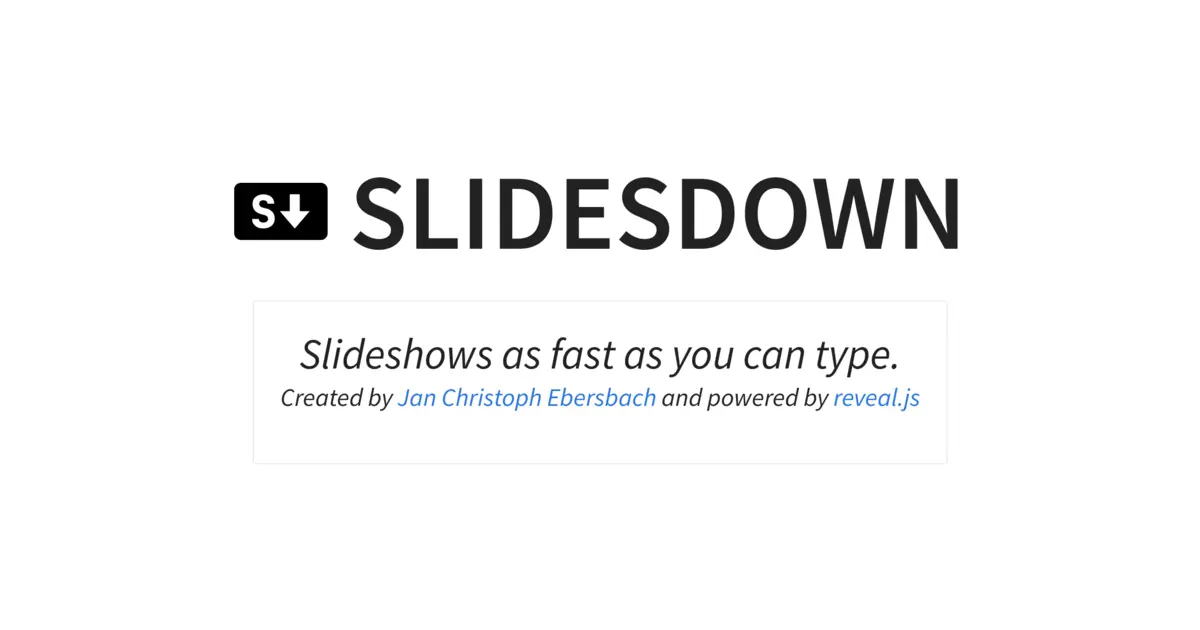 S SLIDESDOWN
Slideshows as fast as you can type.
Created by Jan Christoph Ebersbach and powered by reveal.js